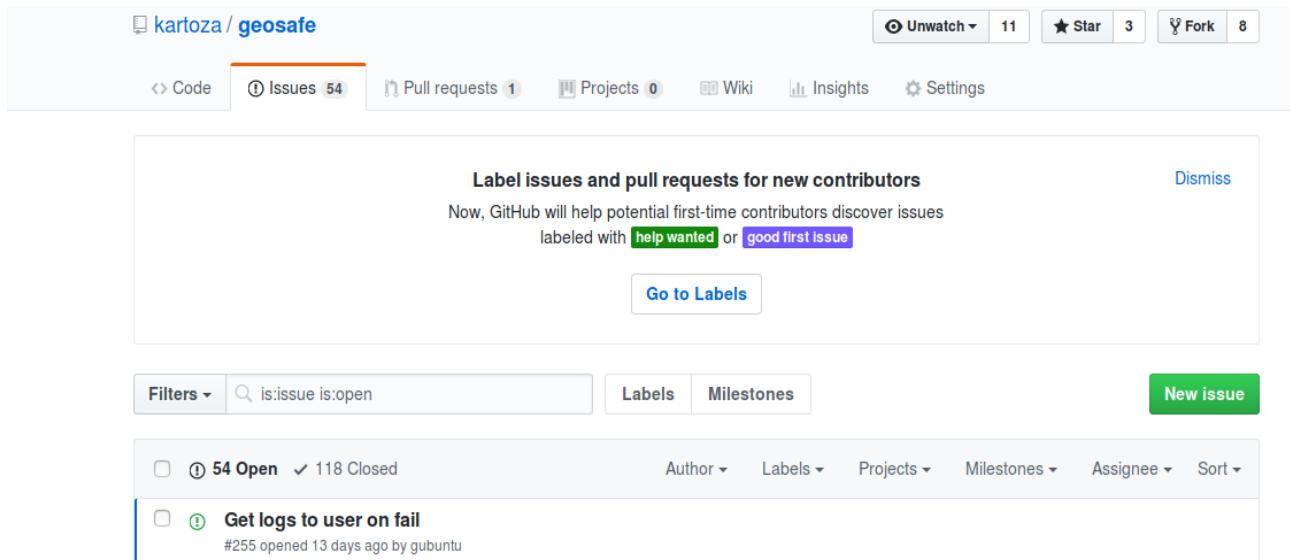 kartoza / geosafe Unwatch 11 Star 3 Fork 8
<> Code Issues 54 Pull requests 1 Projects 0 Wiki Insights Settings
Label issues and pull requests for new contributors Dismiss
Now, GitHub will help potential first-time contributors discover issues
labeled with help wanted or good first issue
Go to Labels
Filters is:issue is:open Labels Milestones New issue
54 Open 118 Closed Author Labels Projects Milestones Assignee Sort
Get logs to user on fail
#255 opened 13 days ago by gubuntu